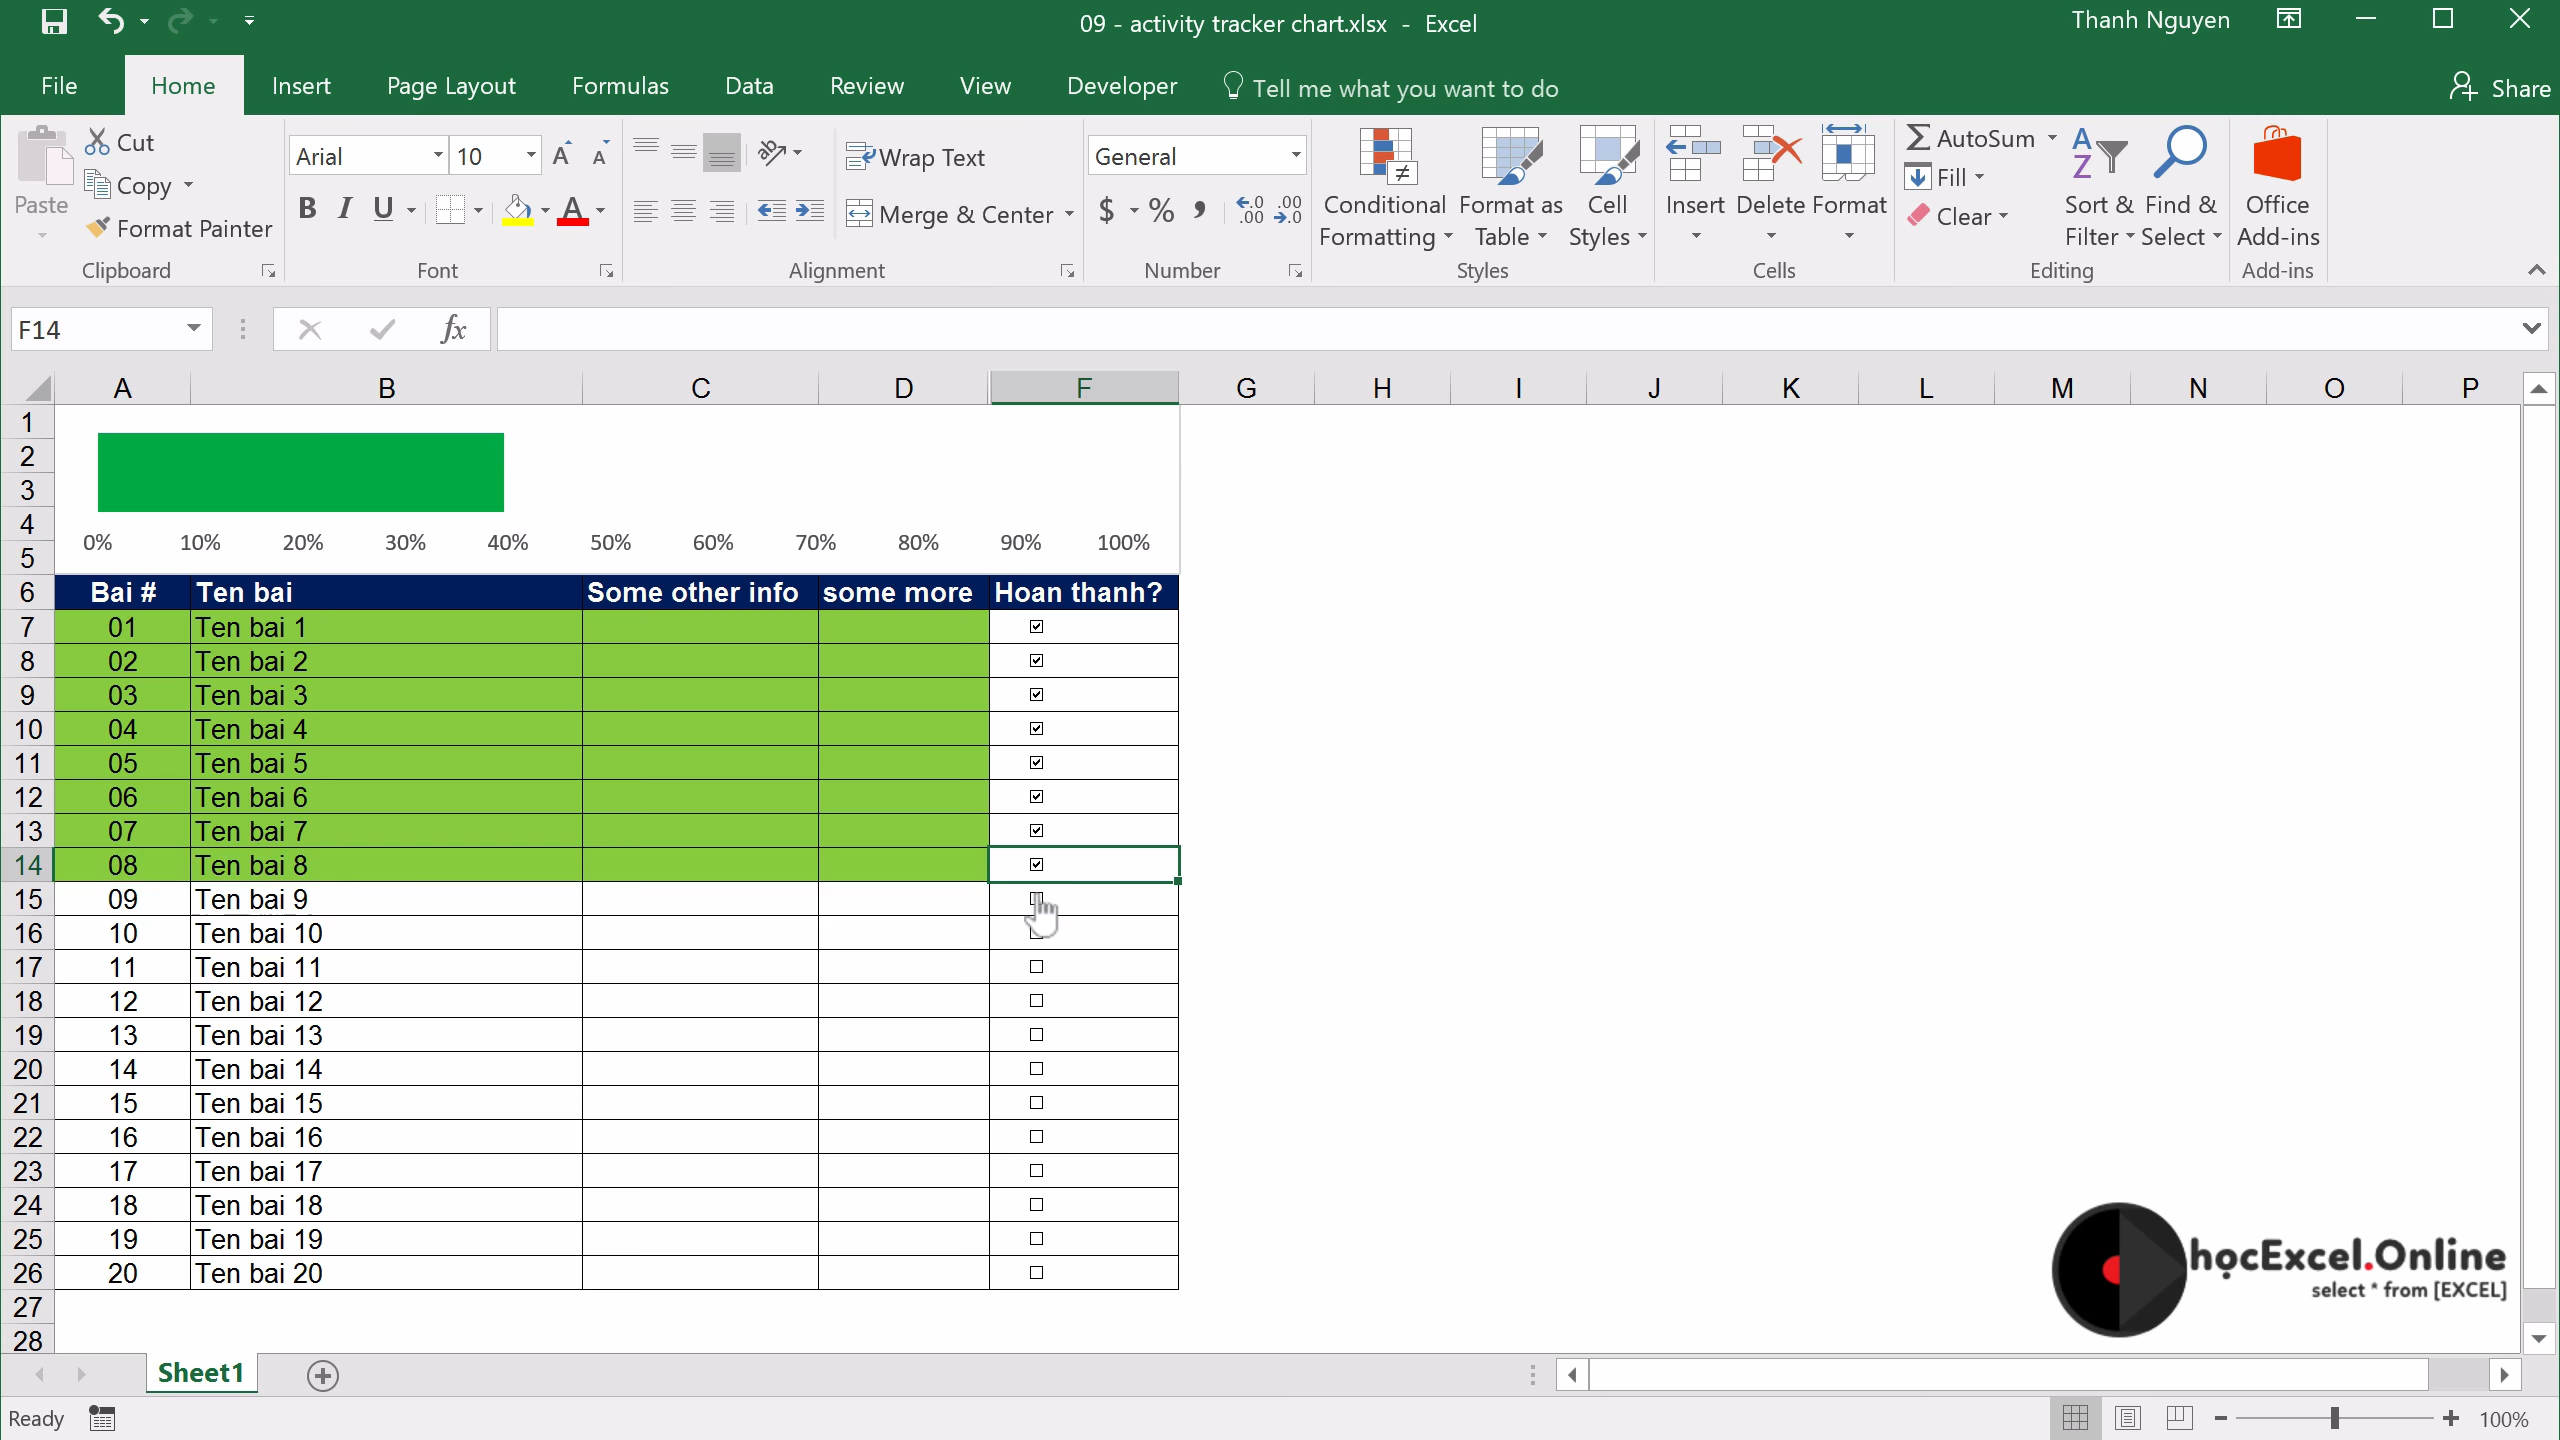 09 - activity tracker chart.xlsx - Excel
Thanh Nguyen
File Home Insert Page Layout Formulas Data Review View Developer Tell me what you want to do Share
Paste Cut Copy Format Painter Clipboard
Arial 10 B I U A Font
Wrap Text Merge & Center Alignment
General $ % Number
Conditional Formatting Format as Table Cell Styles Styles
Insert Delete Format Cells
AutoSum Fill Clear Sort & Filter Find & Select Editing
Office Add-ins Add-ins
F14 fx
A B C D F G H I J K L M N O P
1
2
3
4
5
0% 10% 20% 30% 40% 50% 60% 70% 80% 90% 100%
6 Bai # Ten bai Some other info some more Hoan thanh?
7 01 Ten bai 1
8 02 Ten bai 2
9 03 Ten bai 3
10 04 Ten bai 4
11 05 Ten bai 5
12 06 Ten bai 6
13 07 Ten bai 7
14 08 Ten bai 8
15 09 Ten bai 9
16 10 Ten bai 10
17 11 Ten bai 11
18 12 Ten bai 12
19 13 Ten bai 13
20 14 Ten bai 14
21 15 Ten bai 15
22 16 Ten bai 16
23 17 Ten bai 17
24 18 Ten bai 18
25 19 Ten bai 19
26 20 Ten bai 20
27
28
họcExcel.Online
select * from [EXCEL]
Sheet1
Ready 100%